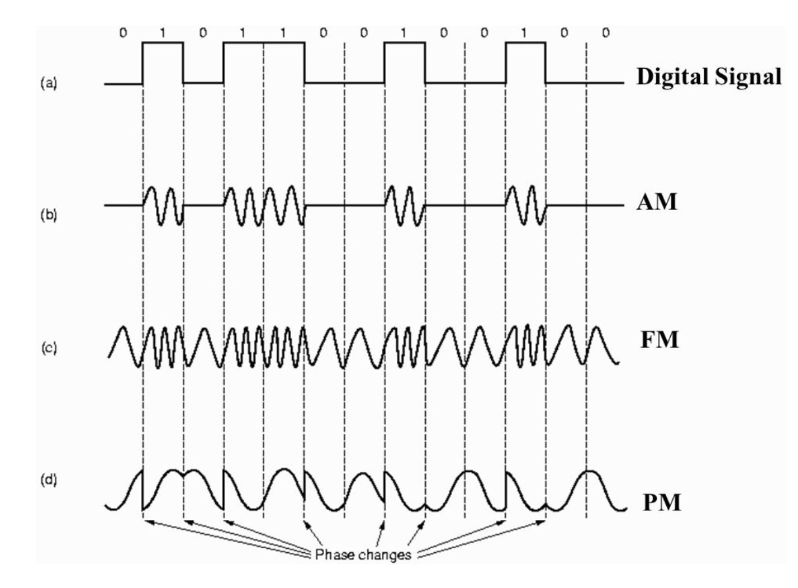 0 1 0 1 1 0 0 1 0 0 1 0 0
(a) Digital Signal
(b) AM
(c) FM
(d) PM
Phase changes